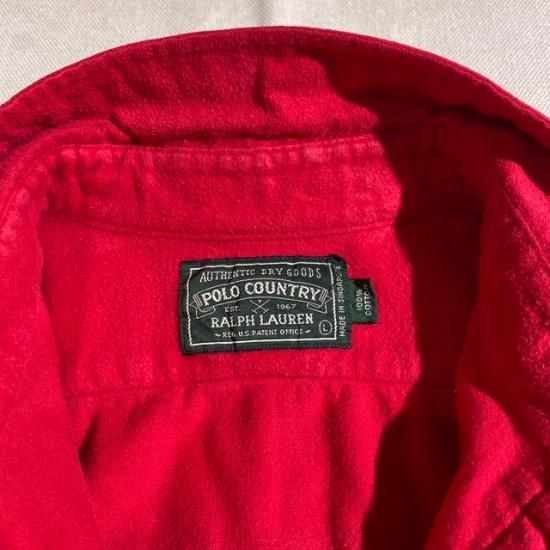 AUTHENTIC DRY GOODS
POLO COUNTRY
EST. 1967
RALPH LAUREN
~ REG. U.S. PATENT OFFICE ~
L
MADE IN SINGAPORE
100%
COTTON